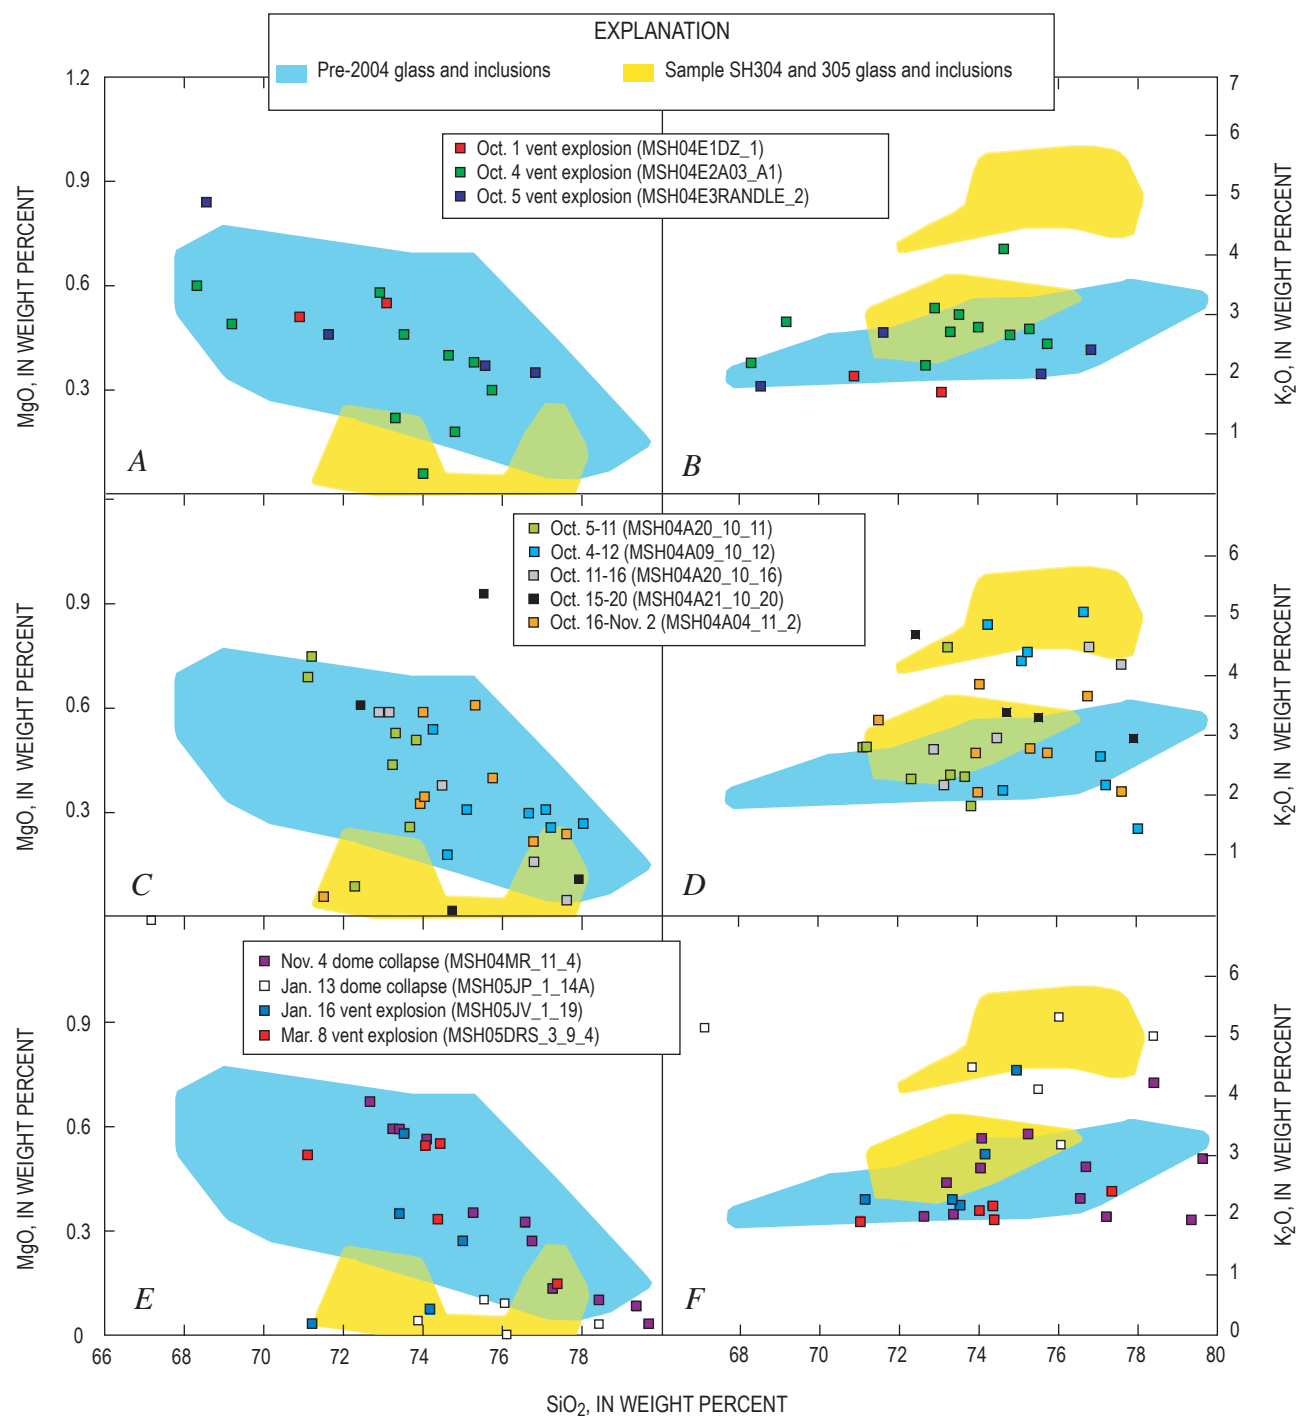 EXPLANATION
Pre-2004 glass and inclusions
Sample SH304 and 305 glass and inclusions
Oct. 1 vent explosion (MSH04E1DZ_1)
Oct. 4 vent explosion (MSH04E2A03_A1)
Oct. 5 vent explosion (MSH04E3RANDLE_2)
1.2
0.9
0.6
0.3
MgO, IN WEIGHT PERCENT
A
B
7
6
5
4
3
2
1
K2O, IN WEIGHT PERCENT
Oct. 5-11 (MSH04A20_10_11)
Oct. 4-12 (MSH04A09_10_12)
Oct. 11-16 (MSH04A20_10_16)
Oct. 15-20 (MSH04A21_10_20)
Oct. 16-Nov. 2 (MSH04A04_11_2)
0.9
0.6
0.3
MgO, IN WEIGHT PERCENT
C
D
6
5
4
3
2
1
K2O, IN WEIGHT PERCENT
Nov. 4 dome collapse (MSH04MR_11_4)
Jan. 13 dome collapse (MSH05JP_1_14A)
Jan. 16 vent explosion (MSH05JV_1_19)
Mar. 8 vent explosion (MSH05DRS_3_9_4)
0.9
0.6
0.3
0
MgO, IN WEIGHT PERCENT
E
F
6
5
4
3
2
1
0
K2O, IN WEIGHT PERCENT
66 68 70 72 74 76 78
68 70 72 74 76 78 80
SiO2, IN WEIGHT PERCENT